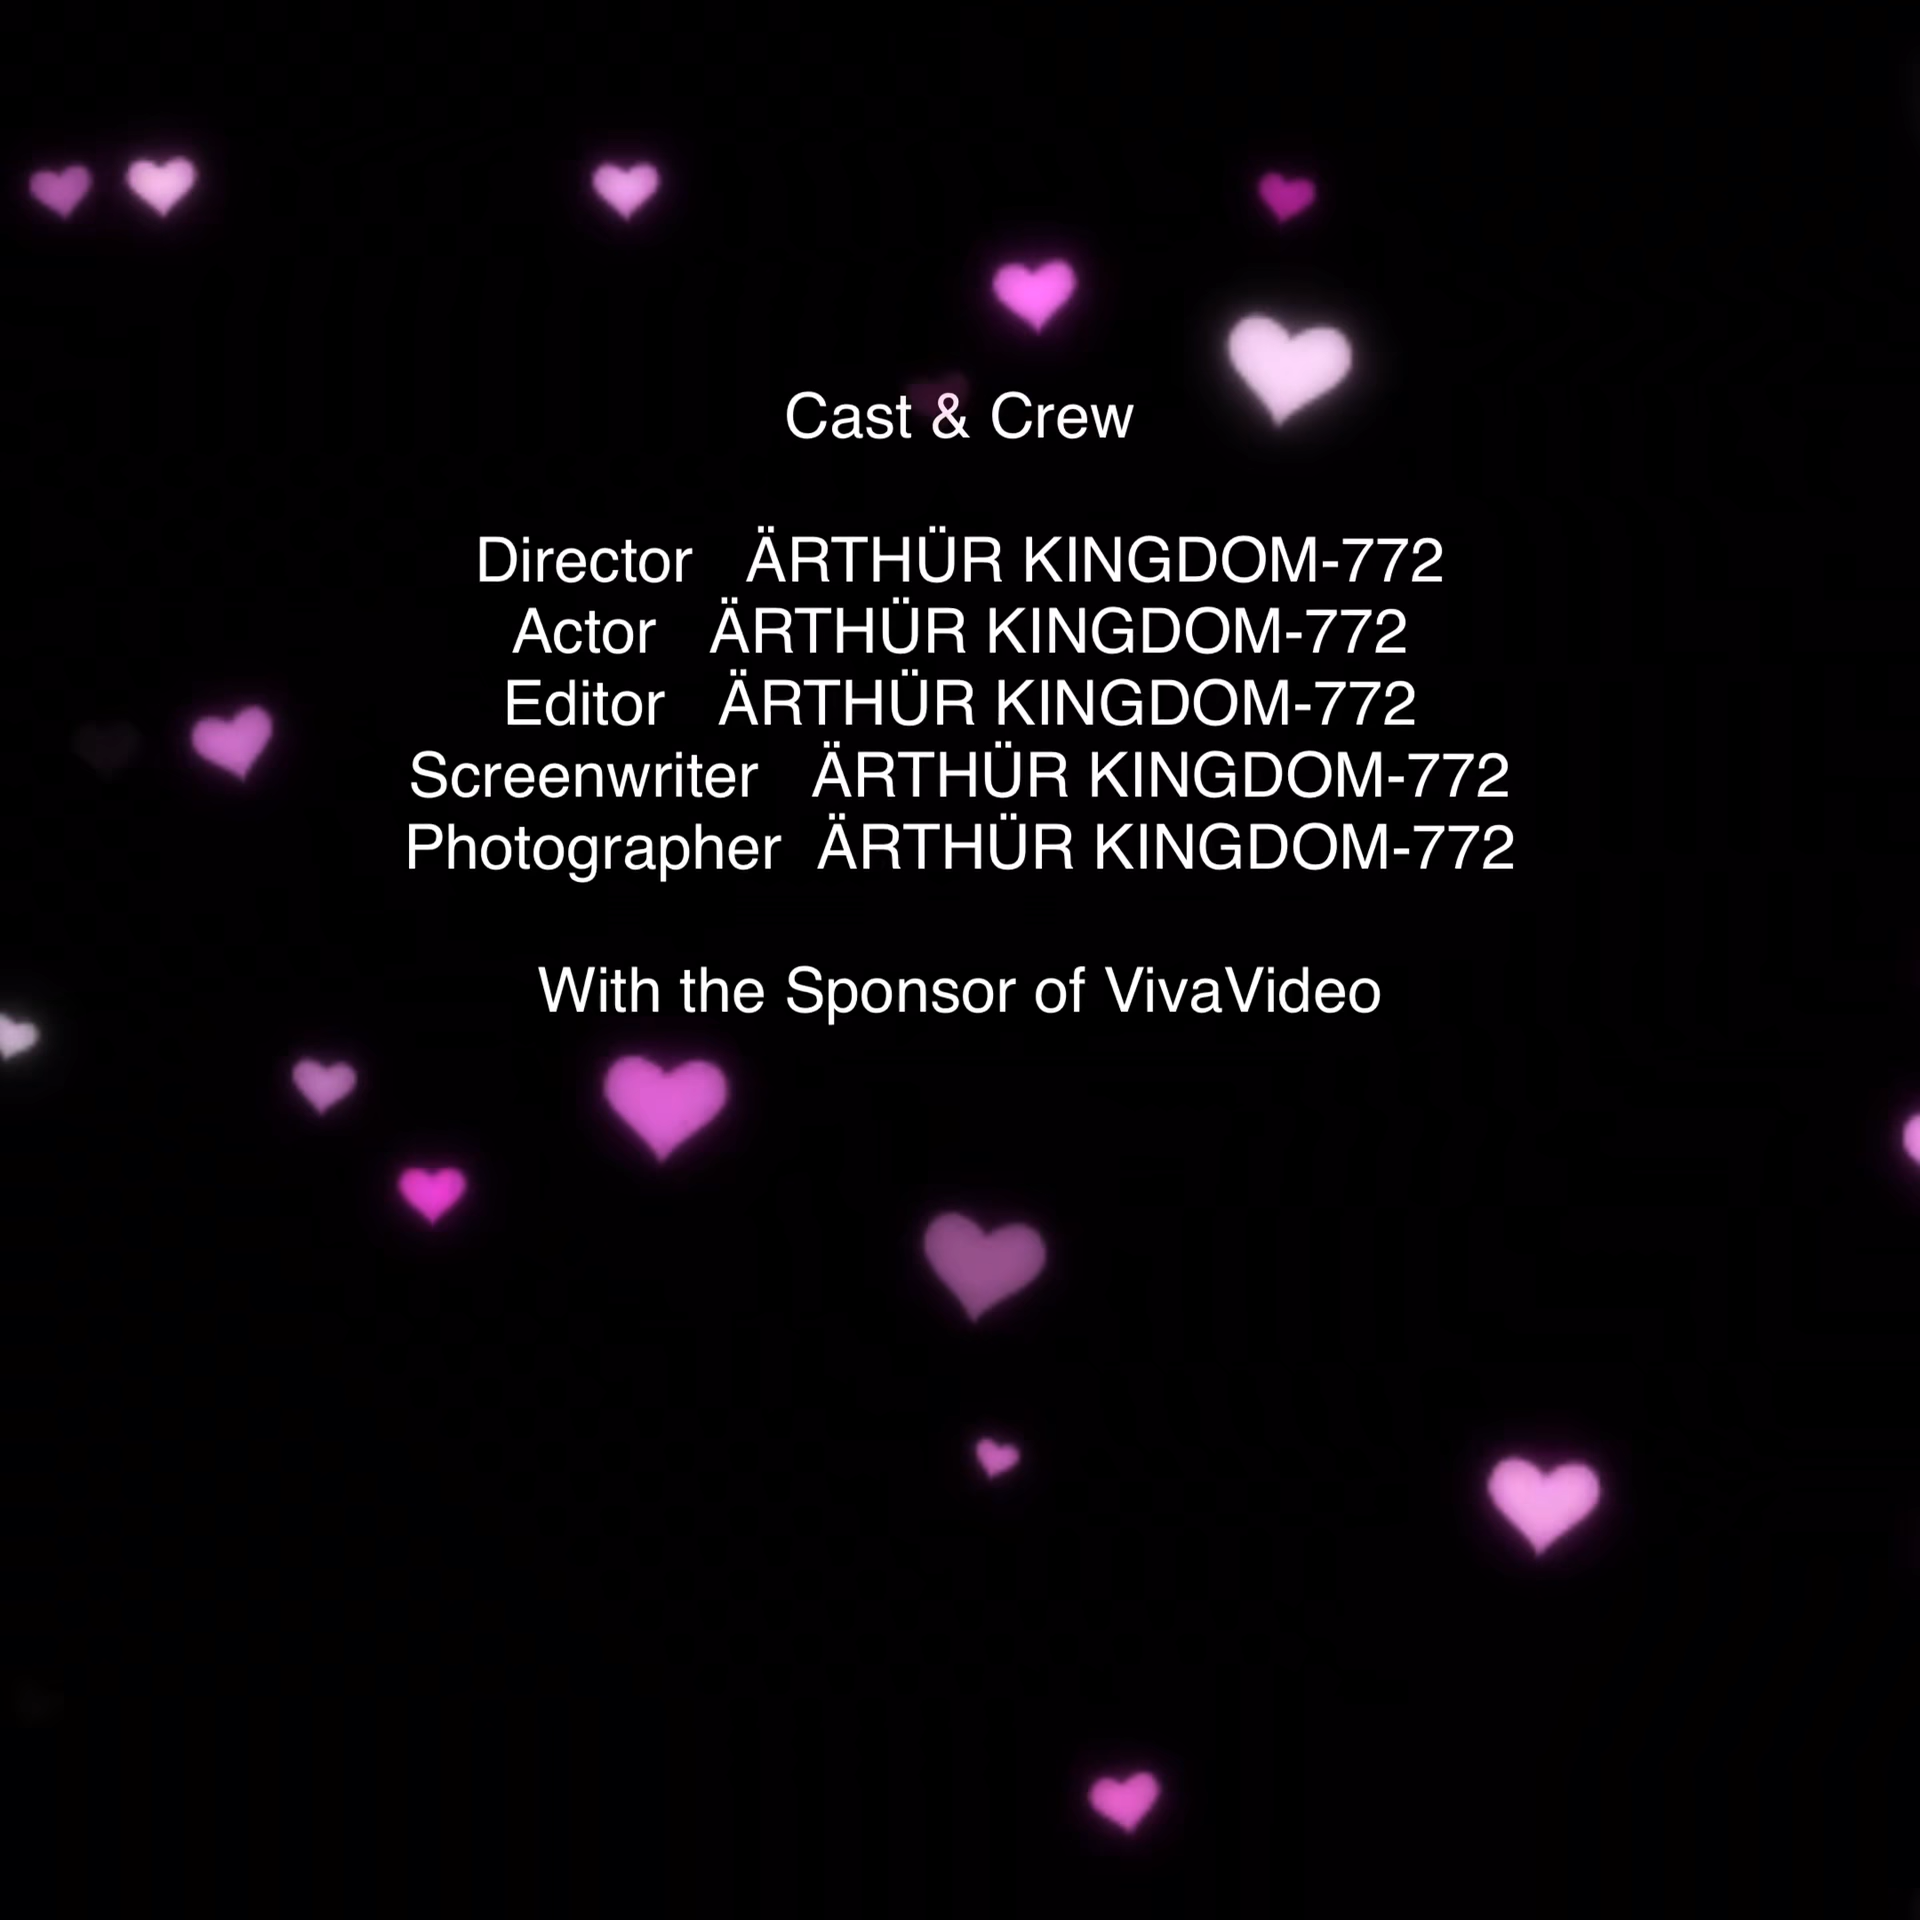 Cast & Crew
Director ÄRTHÜR KINGDOM-772
Actor ÄRTHÜR KINGDOM-772
Editor ÄRTHÜR KINGDOM-772
Screenwriter ÄRTHÜR KINGDOM-772
Photographer ÄRTHÜR KINGDOM-772
With the Sponsor of VivaVideo